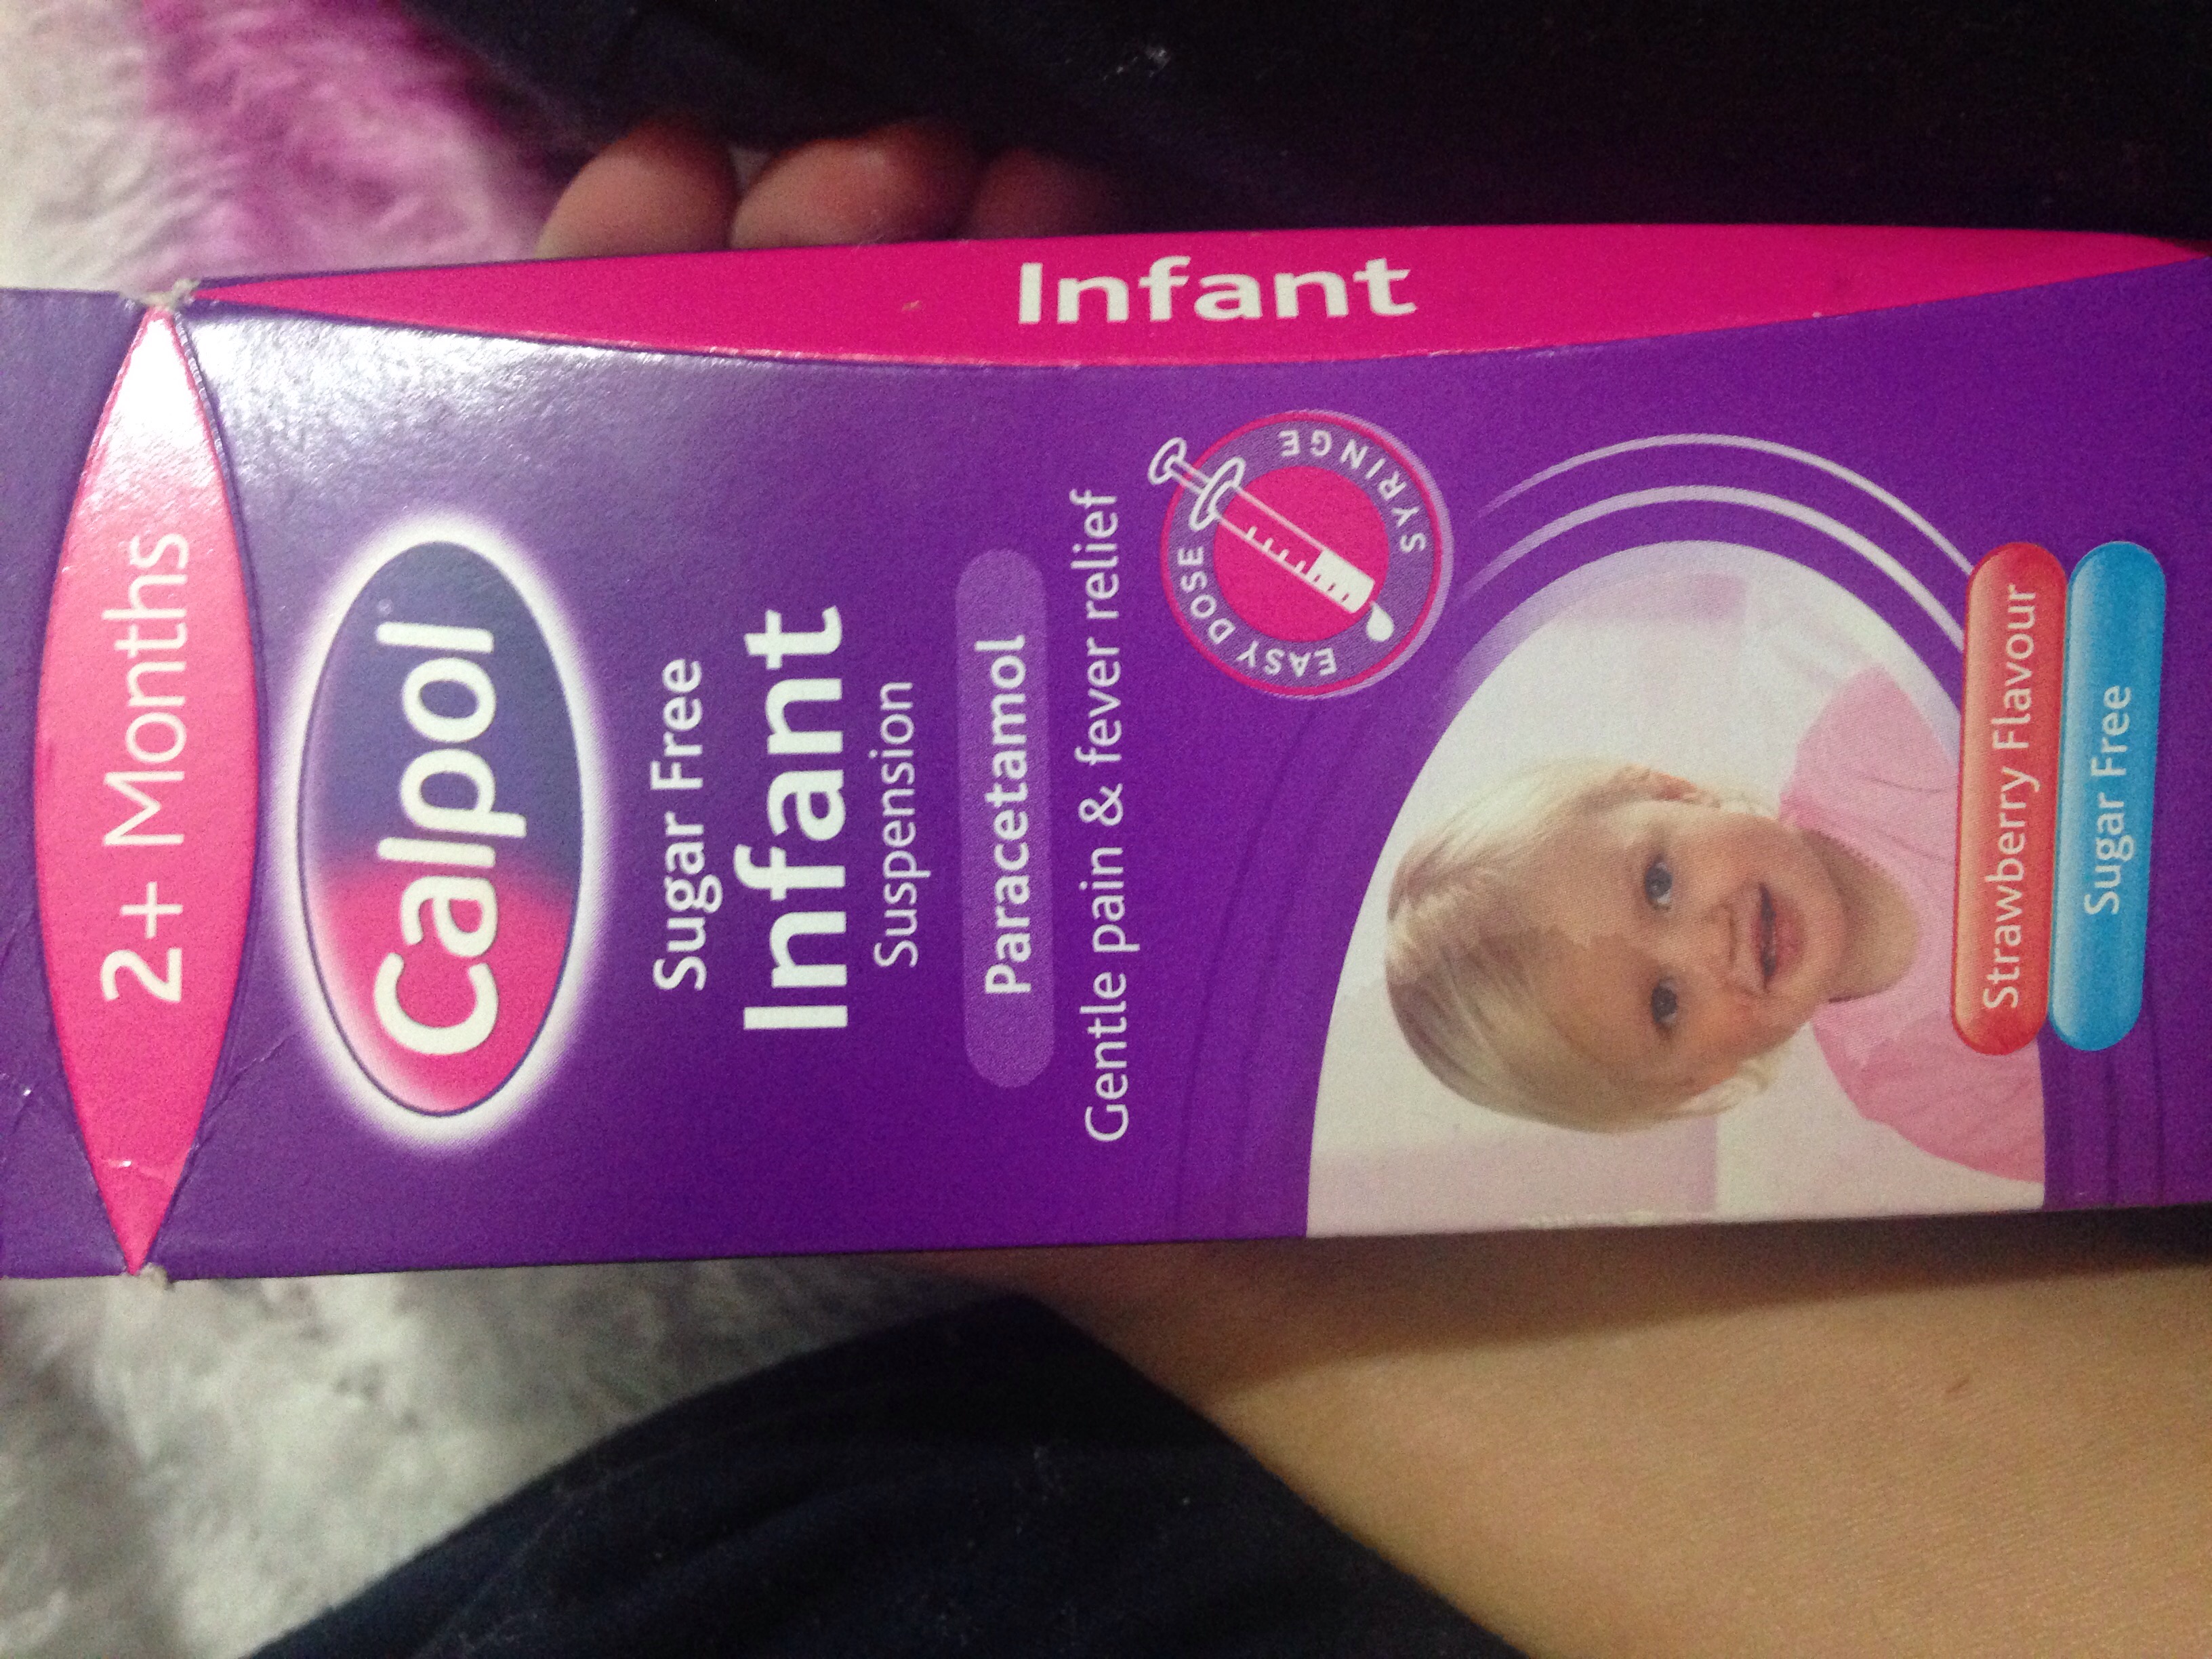 2+ Months
Calpol
Sugar Free
Infant
Suspension
Paracetamol
Gentle pain & fever relief
EASY DOSE
SYRINGE
Strawberry Flavour
Sugar Free
Infant